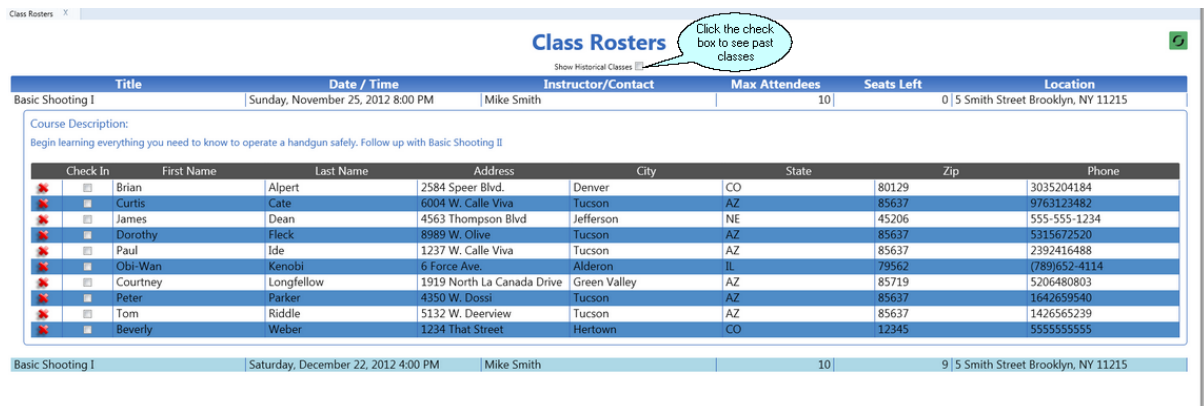 Class Rosters X
Class Rosters
Click the check
box to see past
classes
Show Historical Classes
Title Date / Time Instructor/Contact Max Attendees Seats Left Location
Basic Shooting I Sunday, November 25, 2012 8:00 PM Mike Smith 10 0 5 Smith Street Brooklyn, NY 11215
Course Description:
Begin learning everything you need to know to operate a handgun safely. Follow up with Basic Shooting II
Check In First Name Last Name Address City State Zip Phone
Brian Alpert 2584 Speer Blvd. Denver CO 80129 3035204184
Curtis Cate 6004 W. Calle Viva Tucson AZ 85637 9763123482
James Dean 4563 Thompson Blvd Jefferson NE 45206 555-555-1234
Dorothy Fleck 8989 W. Olive Tucson AZ 85637 5315672520
Paul Ide 1237 W. Calle Viva Tucson AZ 85637 2392416488
Obi-Wan Kenobi 6 Force Ave. Alderon IL 79562 (789)652-4114
Courtney Longfellow 1919 North La Canada Drive Green Valley AZ 85719 5206480803
Peter Parker 4350 W. Dossi Tucson AZ 85637 1642659540
Tom Riddle 5132 W. Deerview Tucson AZ 85637 1426565239
Beverly Weber 1234 That Street Hertown CO 12345 5555555555
Basic Shooting I Saturday, December 22, 2012 4:00 PM Mike Smith 10 9 5 Smith Street Brooklyn, NY 11215